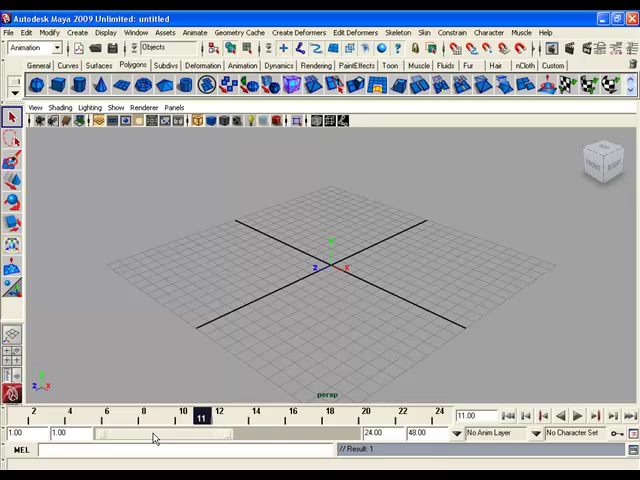 Autodesk Maya 2009 Unlimited: untitled
File Edit Modify Create Display Window Assets Animate Geometry Cache Create Deformers Edit Deformers Skeleton Skin Constrain Character Muscle Help
Animation Objects
General Curves Surfaces Polygons Subdivs Deformation Animation Dynamics Rendering PaintEffects Toon Muscle Fluids Fur Hair nCloth Custom
View Shading Lighting Show Renderer Panels
FRONT RIGHT
Y
Z X
Z X
persp
2 4 6 8 10 11 12 14 16 18 20 22 24 11.00
1.00 1.00 24.00 48.00 No Anim Layer No Character Set
MEL // Result: 1